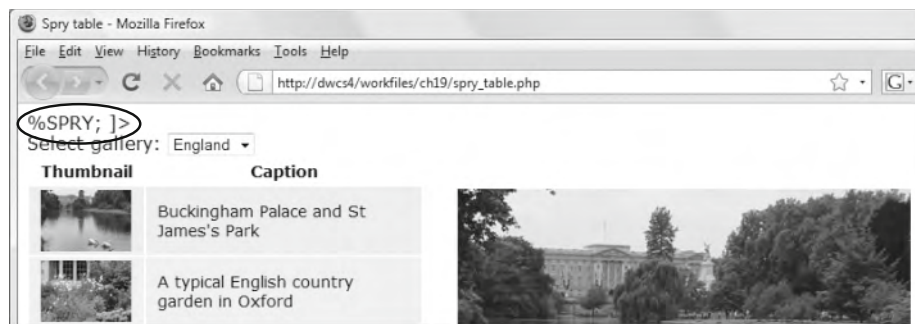 Spry table - Mozilla Firefox
File Edit View History Bookmarks Tools Help
http://dwcs4/workfiles/ch19/spry_table.php
G
%SPRY; ]>
Select gallery: England
Thumbnail Caption
Buckingham Palace and St
James's Park
A typical English country
garden in Oxford